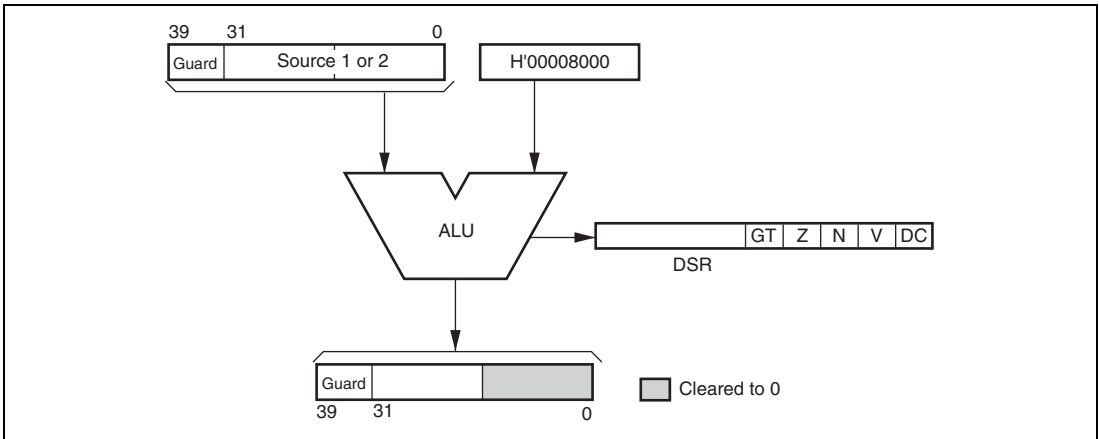 39 31 0
Guard Source 1 or 2 H'00008000
ALU
GT Z N V DC
DSR
Guard
Cleared to 0
39 31 0